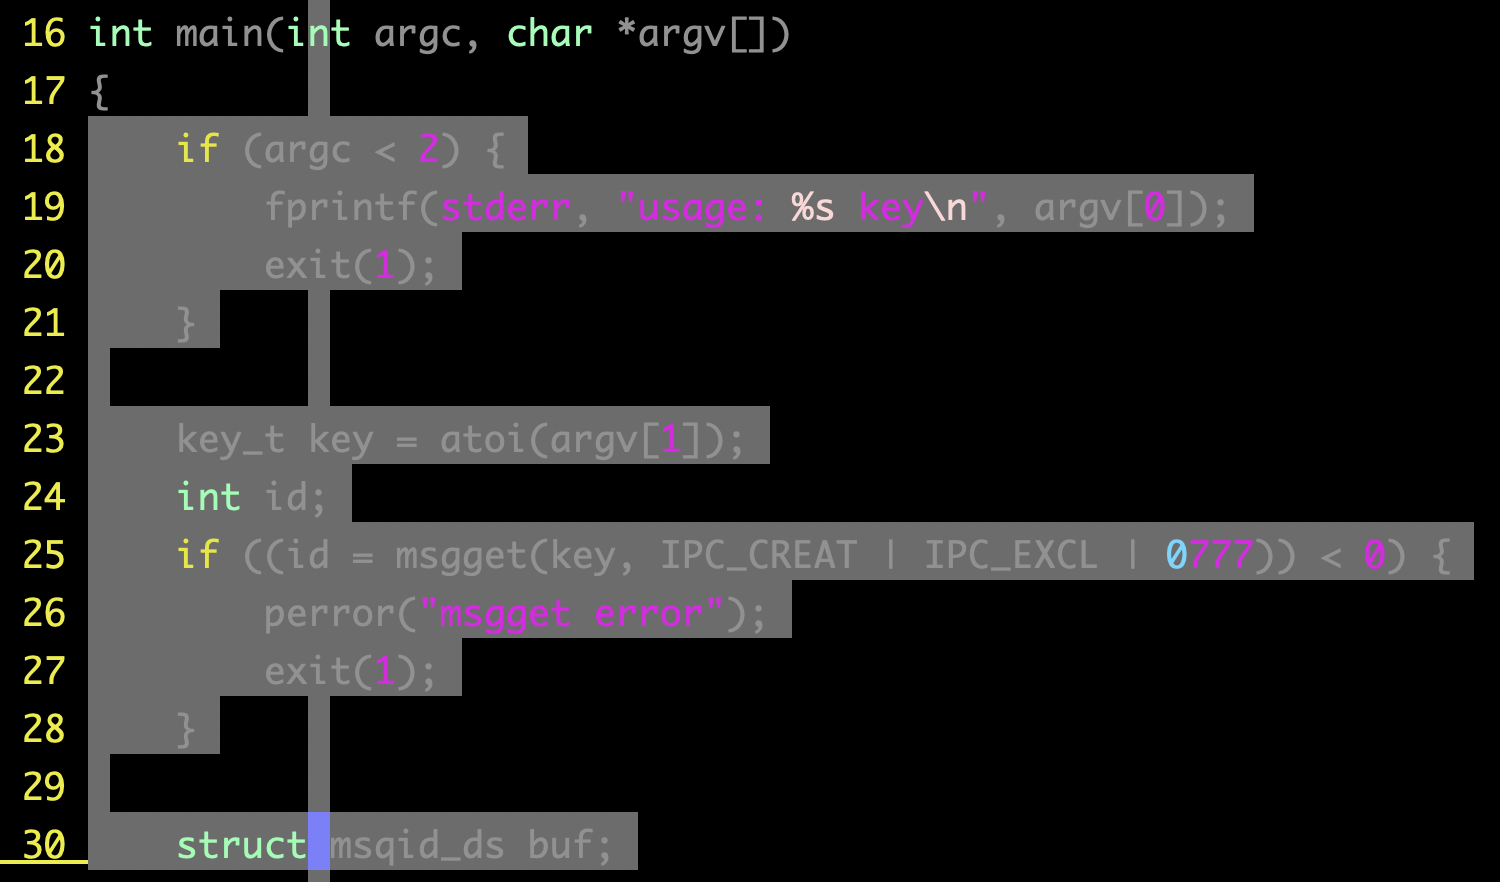 16 int main(int argc, char *argv[])
17 {
18     if (argc < 2) {
19         fprintf(stderr, "usage: %s key\n", argv[0]);
20         exit(1);
21     }
22
23     key_t key = atoi(argv[1]);
24     int id;
25     if ((id = msgget(key, IPC_CREAT | IPC_EXCL | 0777)) < 0) {
26         perror("msgget error");
27         exit(1);
28     }
29
30     struct msqid_ds buf;